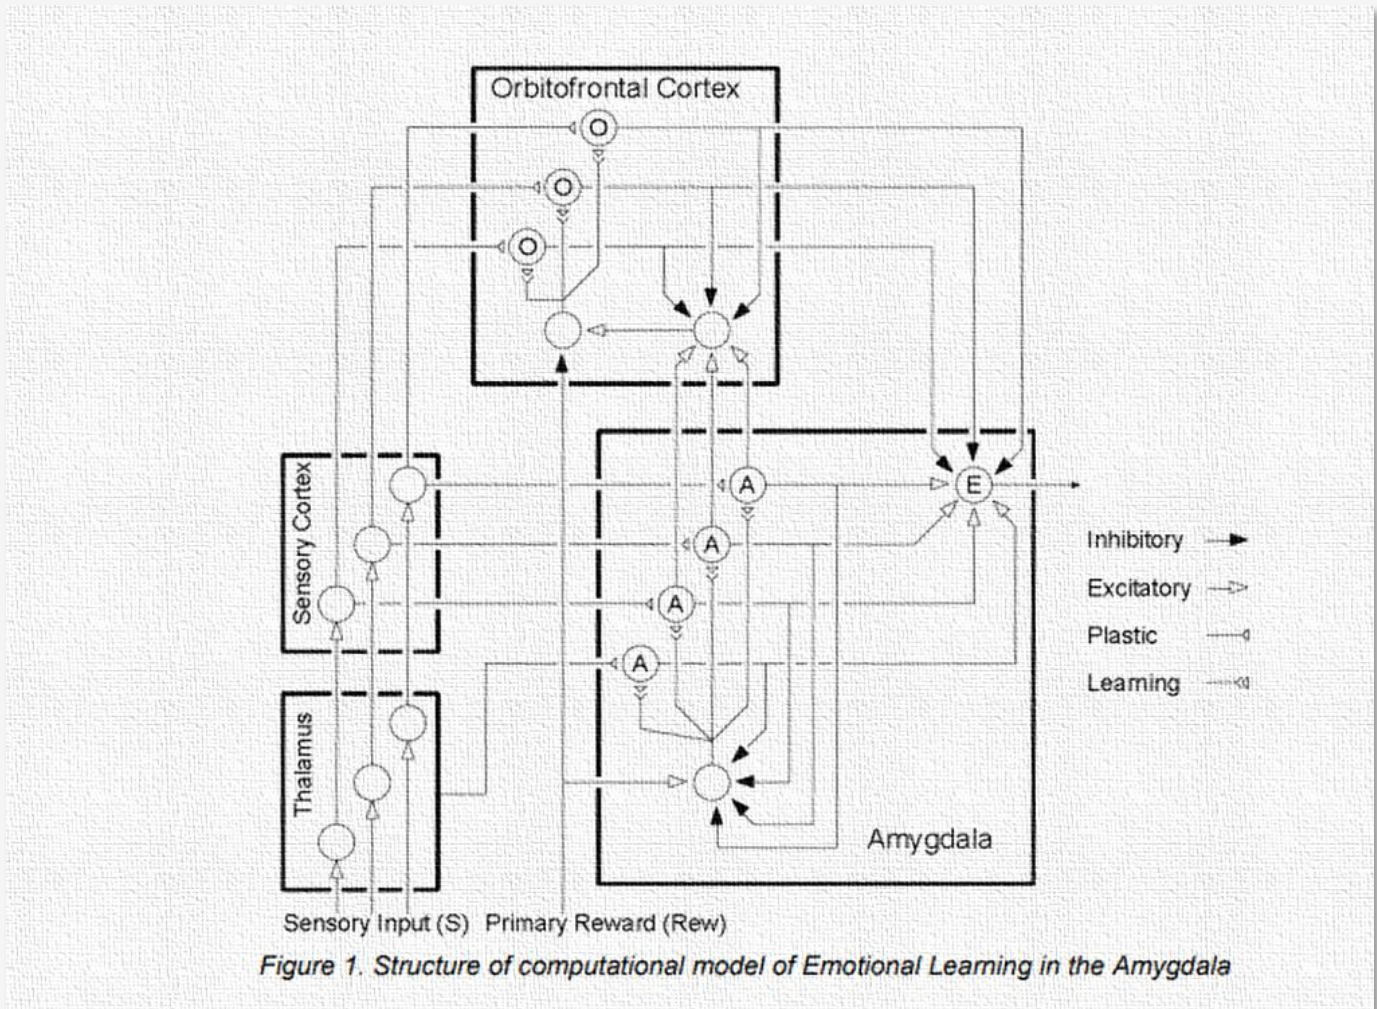 Orbitofrontal Cortex
O
O
O
Sensory Cortex
A
E
A
A
A
Inhibitory
Excitatory
Plastic
Learning
Thalamus
Amygdala
Sensory Input (S) Primary Reward (Rew)
Figure 1. Structure of computational model of Emotional Learning in the Amygdala